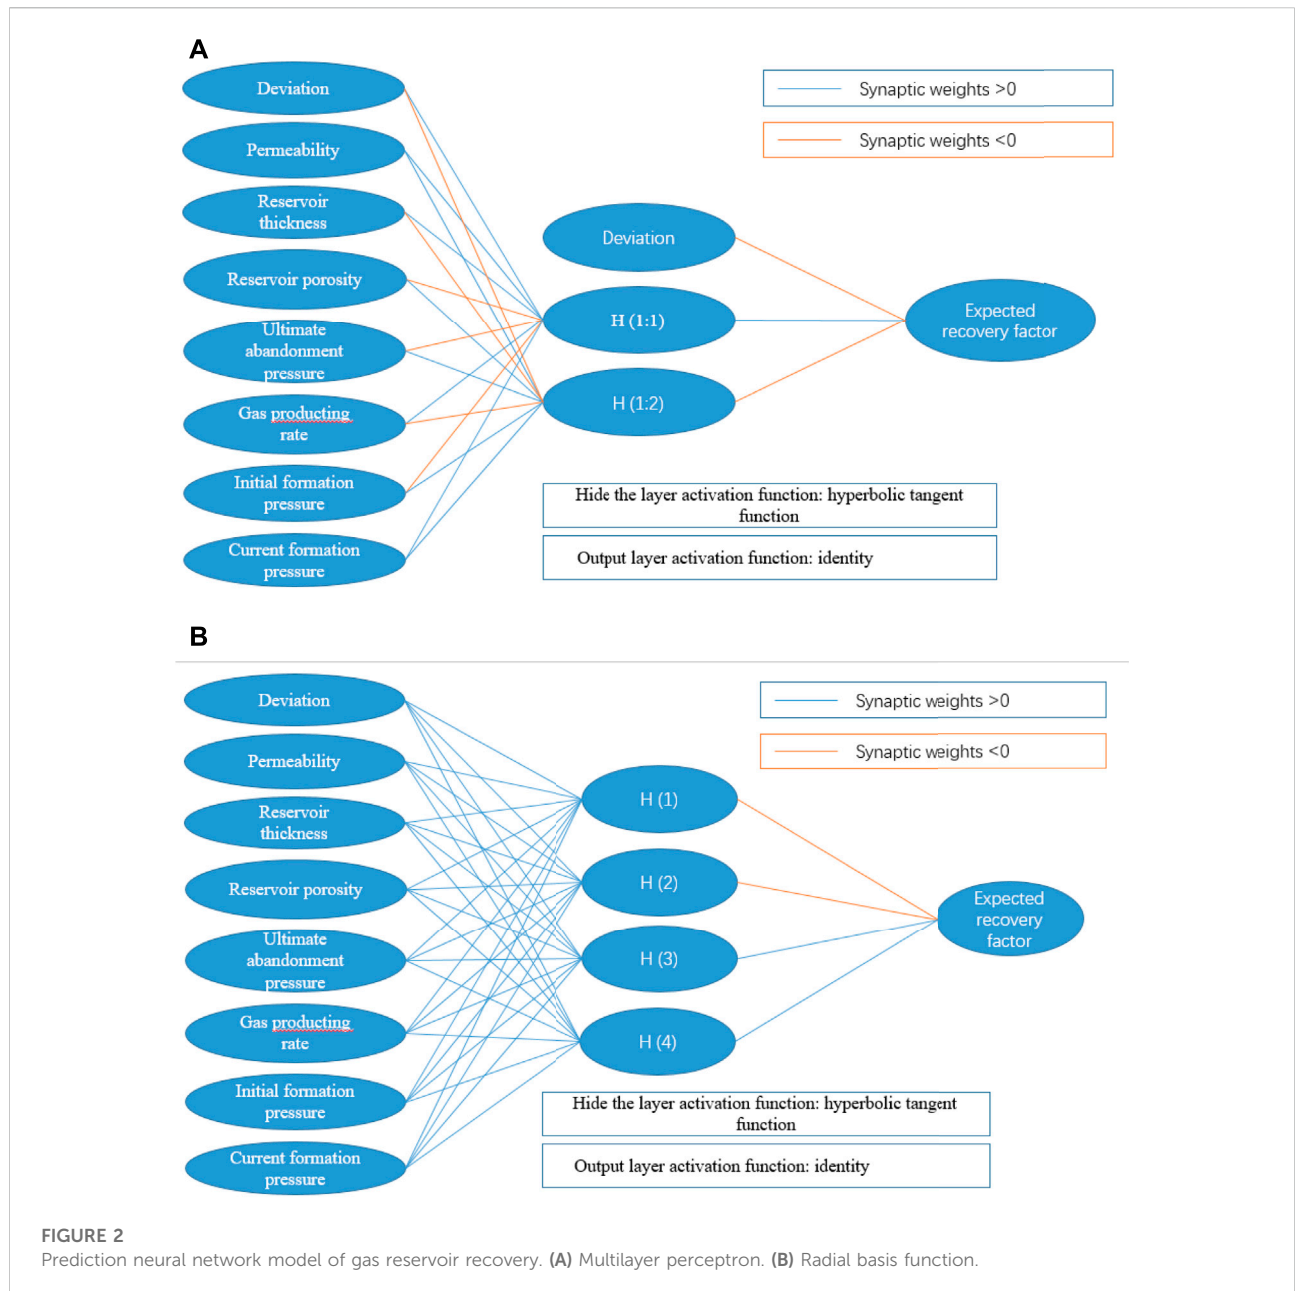 A
Deviation
Permeability
Reservoir
thickness
Reservoir porosity
Ultimate
abandonment
pressure
Gas producting
rate
Initial formation
pressure
Current formation
pressure
Deviation
H (1:1)
H (1:2)
Expected
recovery factor
Synaptic weights >0
Synaptic weights <0
Hide the layer activation function: hyperbolic tangent
function
Output layer activation function: identity
B
Deviation
Permeability
Reservoir
thickness
Reservoir porosity
Ultimate
abandonment
pressure
Gas producting
rate
Initial formation
pressure
Current formation
pressure
H (1)
H (2)
H (3)
H (4)
Expected
recovery
factor
Synaptic weights >0
Synaptic weights <0
Hide the layer activation function: hyperbolic tangent
function
Output layer activation function: identity
FIGURE 2
Prediction neural network model of gas reservoir recovery. (A) Multilayer perceptron. (B) Radial basis function.